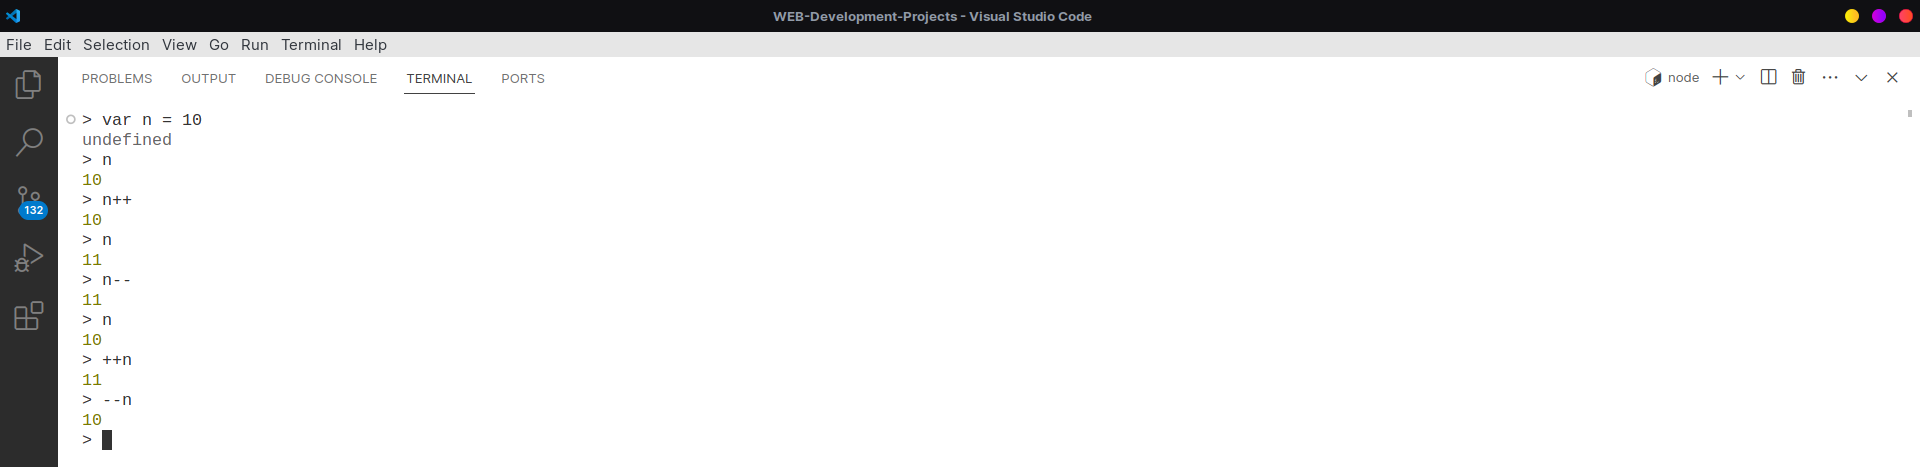 WEB-Development-Projects - Visual Studio Code
File Edit Selection View Go Run Terminal Help
PROBLEMS OUTPUT DEBUG CONSOLE TERMINAL PORTS node
> var n = 10
undefined
> n
10
> n++
10
> n
11
> n--
11
> n
10
> ++n
11
> --n
10
>
132